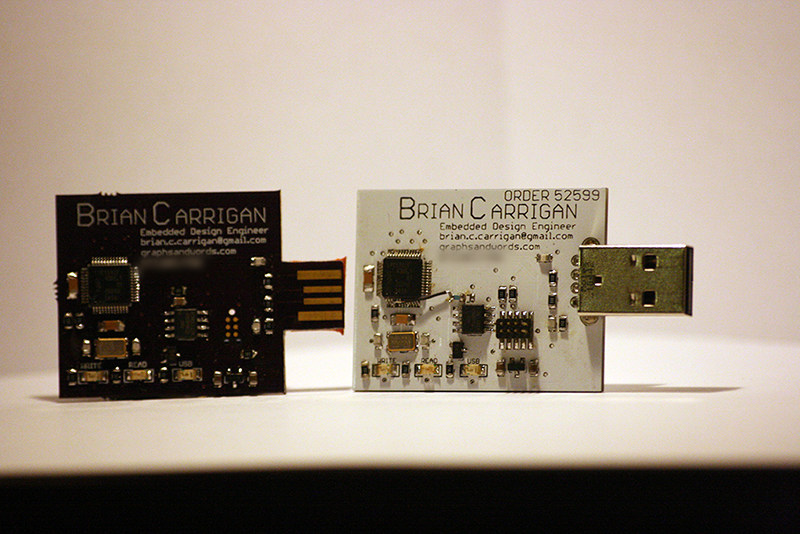 BRIAN CARRIGAN
Embedded Design Engineer
brian.c.carrigan@gmail.com
graphsandwords.com
WRITE READ USB
ORDER 52599
BRIAN CARRIGAN
Embedded Design Engineer
brian.c.carrigan@gmail.com
graphsandwords.com
WRITE READ USB